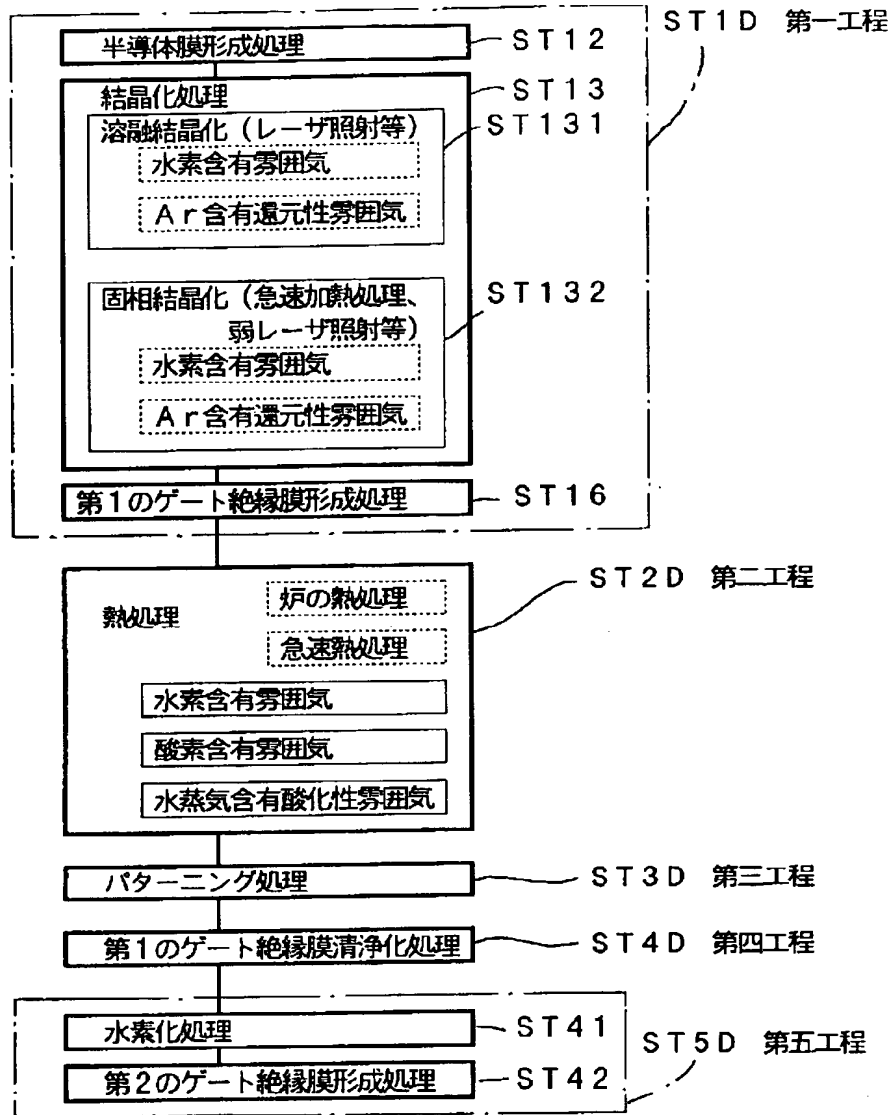 ST1D 第一工程
半導体膜形成処理 ST12
結晶化処理 ST13
溶融結晶化（レーザ照射等） ST131
水素含有雰囲気
Ar含有還元性雰囲気
固相結晶化（急速加熱処理、 ST132
弱レーザ照射等）
水素含有雰囲気
Ar含有還元性雰囲気
第1のゲート絶縁膜形成処理 ST16
ST2D 第二工程
熱処理
炉の熱処理
急速熱処理
水素含有雰囲気
酸素含有雰囲気
水蒸気含有酸化性雰囲気
パターニング処理 ST3D 第三工程
第1のゲート絶縁膜清浄化処理 ST4D 第四工程
水素化処理 ST41
ST5D 第五工程
第2のゲート絶縁膜形成処理 ST42